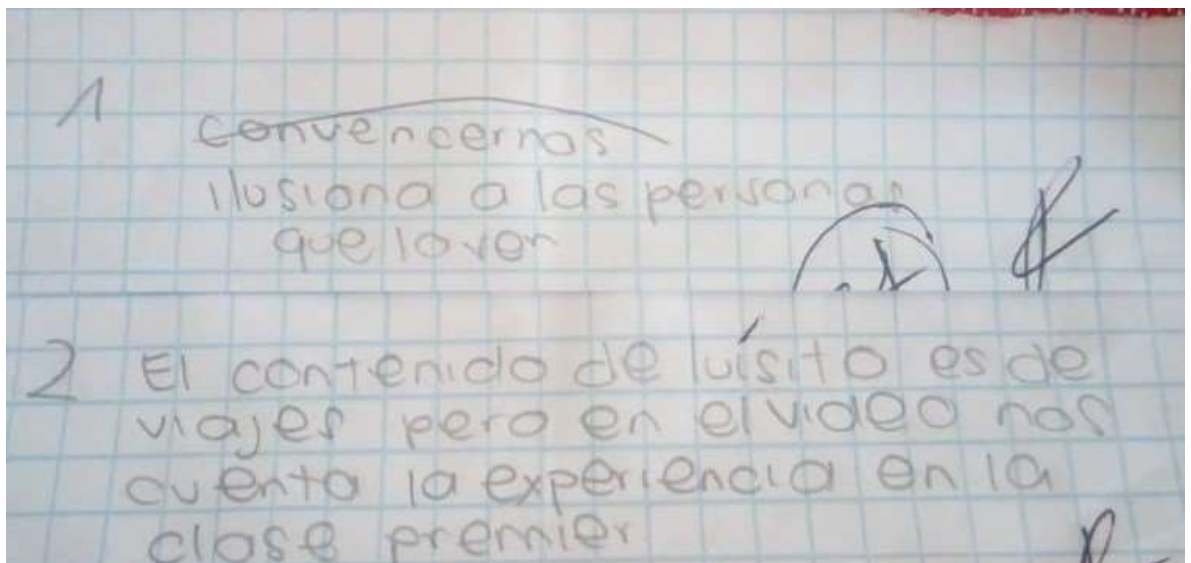 1 convencernos
ilusiona a las personas
que lo ven
2 El contenido de luísito es de
viajes pero en el video nos
cuenta la experiencia en la
clase premier